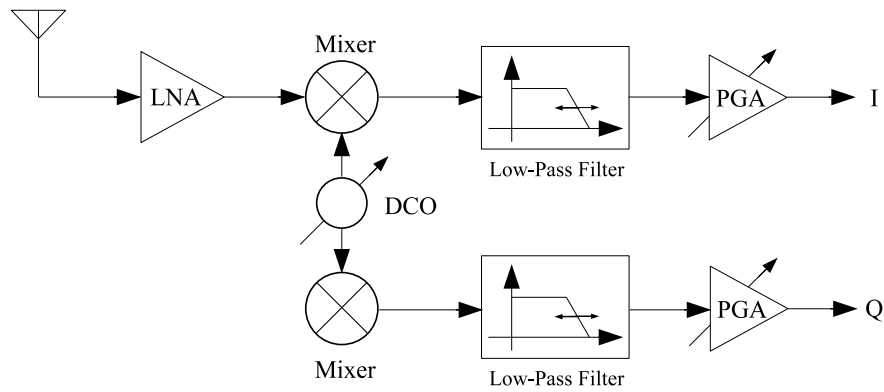 Mixer
LNA
PGA
I
Low-Pass Filter
DCO
PGA
Q
Mixer
Low-Pass Filter